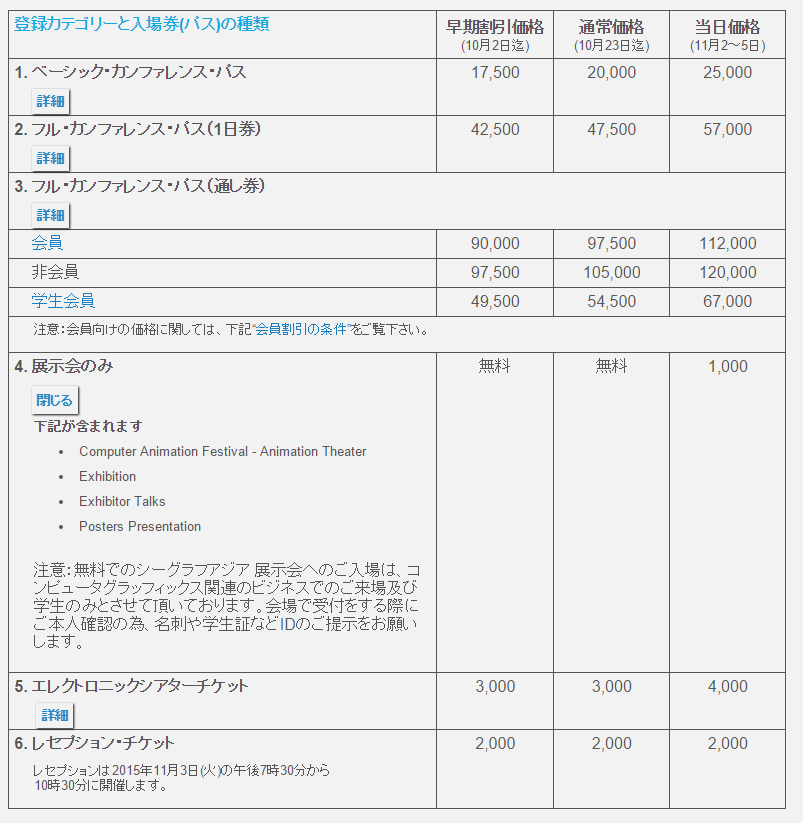 登録カテゴリーと入場券(パス)の種類
早期割引価格
(10月2日迄)
通常価格
(10月23日迄)
当日価格
(11月2～5日)
1. ベーシック・カンファレンス・パス
17,500
20,000
25,000
詳細
2. フル・カンファレンス・パス(1日券)
42,500
47,500
57,000
詳細
3. フル・カンファレンス・パス(通し券)
詳細
会員
90,000
97,500
112,000
非会員
97,500
105,000
120,000
学生会員
49,500
54,500
67,000
注意：会員向けの価格に関しては、下記“会員割引の条件”をご覧下さい。
4. 展示会のみ
無料
無料
1,000
閉じる
下記が含まれます
• Computer Animation Festival - Animation Theater
• Exhibition
• Exhibitor Talks
• Posters Presentation
注意：無料でのシーグラフアジア 展示会へのご入場は、コ
ンピュータグラッフィックス関連のビジネスでのご来場及び
学生のみとさせて頂いております。会場で受付をする際に
ご本人確認の為、名刺や学生証などIDのご提示をお願い
します。
5. エレクトロニックシアターチケット
3,000
3,000
4,000
詳細
6. レセプション・チケット
2,000
2,000
2,000
レセプションは2015年11月3日(火)の午後7時30分から
10時30分に開催します。